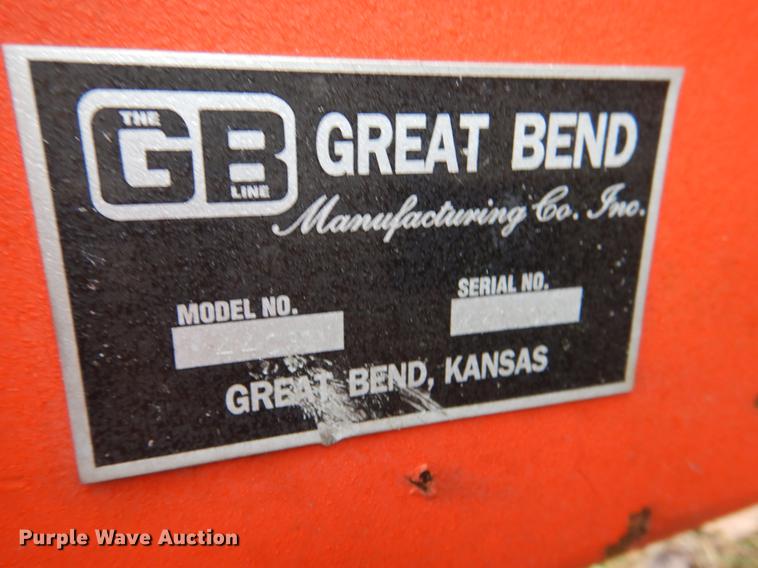 THE
GB
LINE
GREAT BEND
Manufacturing Co. Inc.
MODEL NO.
SERIAL NO.
GREAT BEND, KANSAS
Purple Wave Auction